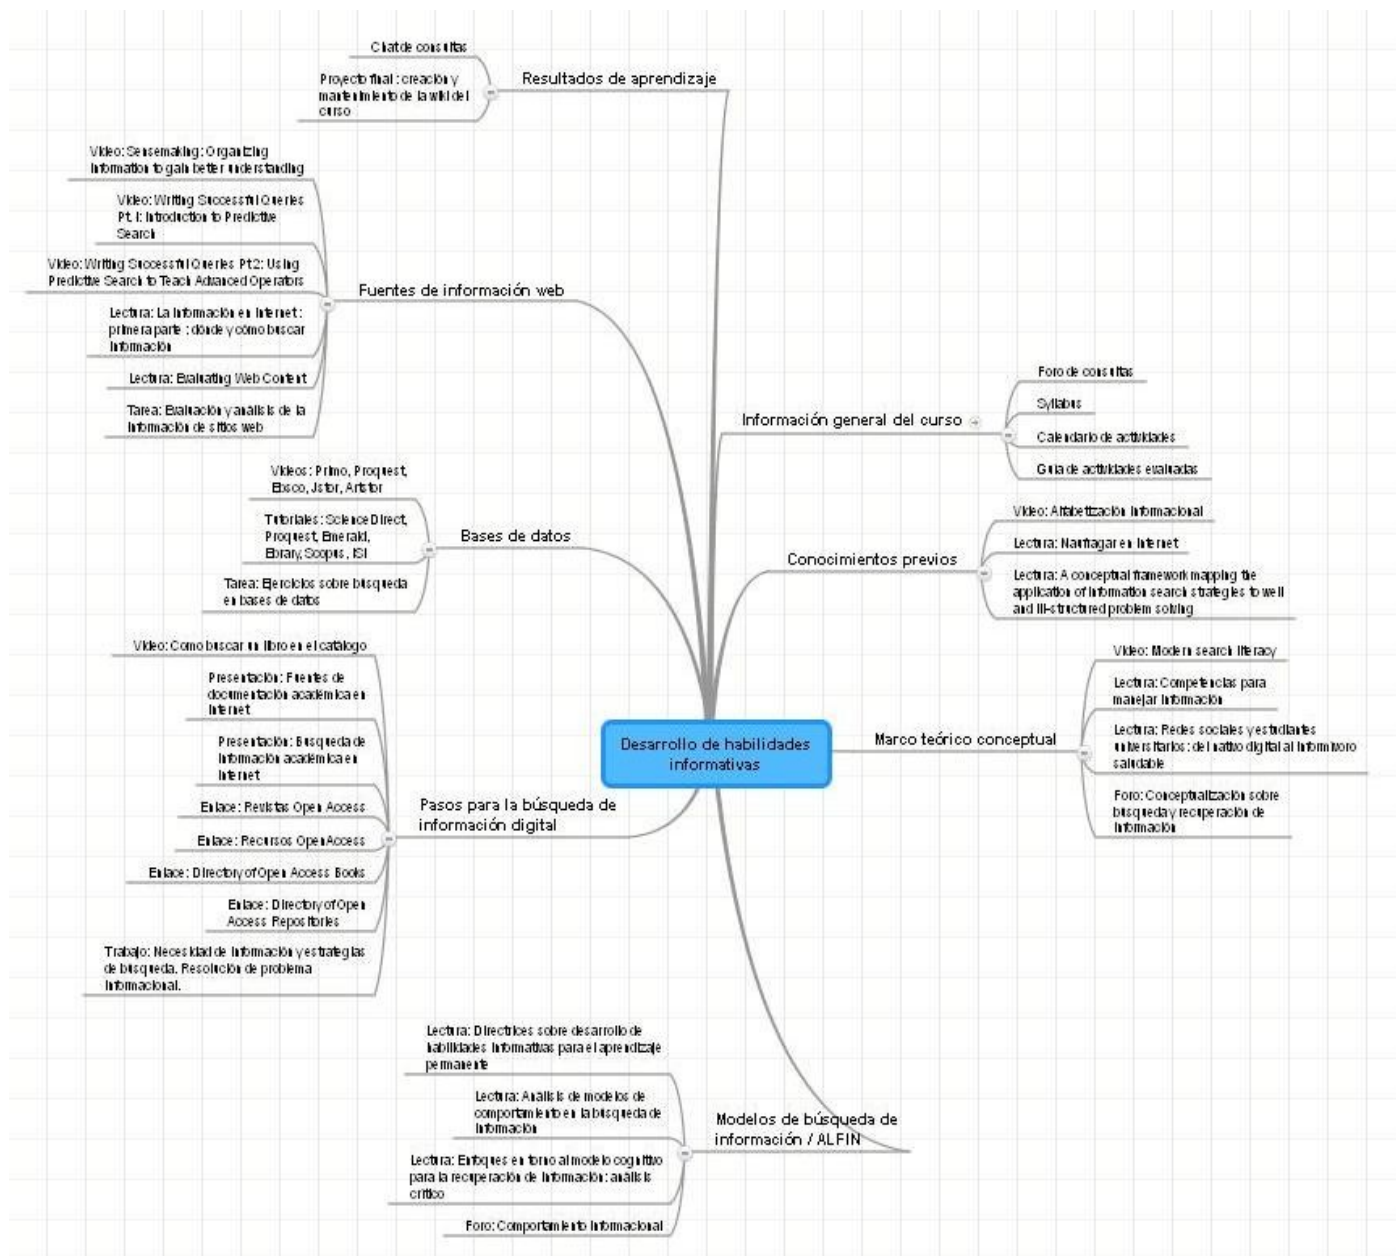 Chat de consultas
Proyecto final : creación y
mantenimiento de la wiki del
curso
Resultados de aprendizaje
Video: Sensemaking: Organizing
information to gain better understanding
Video: Writing Successful Queries
Pt. I: Introduction to Predictive
Search
Video: Writing Successful Queries Pt 2: Using
Predictive Search to Teach Advanced Operators
Lectura: La información en Internet :
primera parte : dónde y cómo buscar
información
Lectura: Evaluating Web Content
Tarea: Evaluación y análisis de la
información de sitios web
Fuentes de información web
Videos: Primo, Proquest,
Ebsco, Jstor, Artstor
Tutoriales: Science Direct,
Proquest, Emerald,
Ebrary, Scopus, ISI
Tarea: Ejercicios sobre búsqueda
en bases de datos
Bases de datos
Video: Como buscar un libro en el catálogo
Presentación: Fuentes de
documentación académica en
Internet
Presentación: Busqueda de
información académica en
Internet
Enlace: Revistas Open Access
Enlace: Recursos Open Access
Enlace: Directory of Open Access Books
Enlace: Directory of Open
Access Repositories
Trabajo: Necesidad de información y estrategias
de búsqueda. Resolución de problema
informacional.
Pasos para la búsqueda de
información digital
Lectura: Directrices sobre desarrollo de
habilidades informativas para el aprendizaje
permanente
Lectura: Análisis de modelos de
comportamiento en la búsqueda de
información
Lectura: Enfoques en torno al modelo cognitivo
para la recuperación de información: análisis
crítico
Foro: Comportamiento informacional
Modelos de búsqueda de
información / ALFIN
Desarrollo de habilidades
informativas
Información general del curso
Foro de consultas
Syllabus
Calendario de actividades
Guía de actividades evaluadas
Conocimientos previos
Video: Alfabetización informacional
Lectura: Naufragar en Internet
Lectura: A conceptual framework mapping the
application of information search strategies to well
and ill-structured problem solving
Marco teórico conceptual
Video: Modern search literacy
Lectura: Competencias para
manejar información
Lectura: Redes sociales y estudiantes
universitarios: del nativo digital al informívoro
saludable
Foro: Conceptualización sobre
búsqueda y recuperación de
información